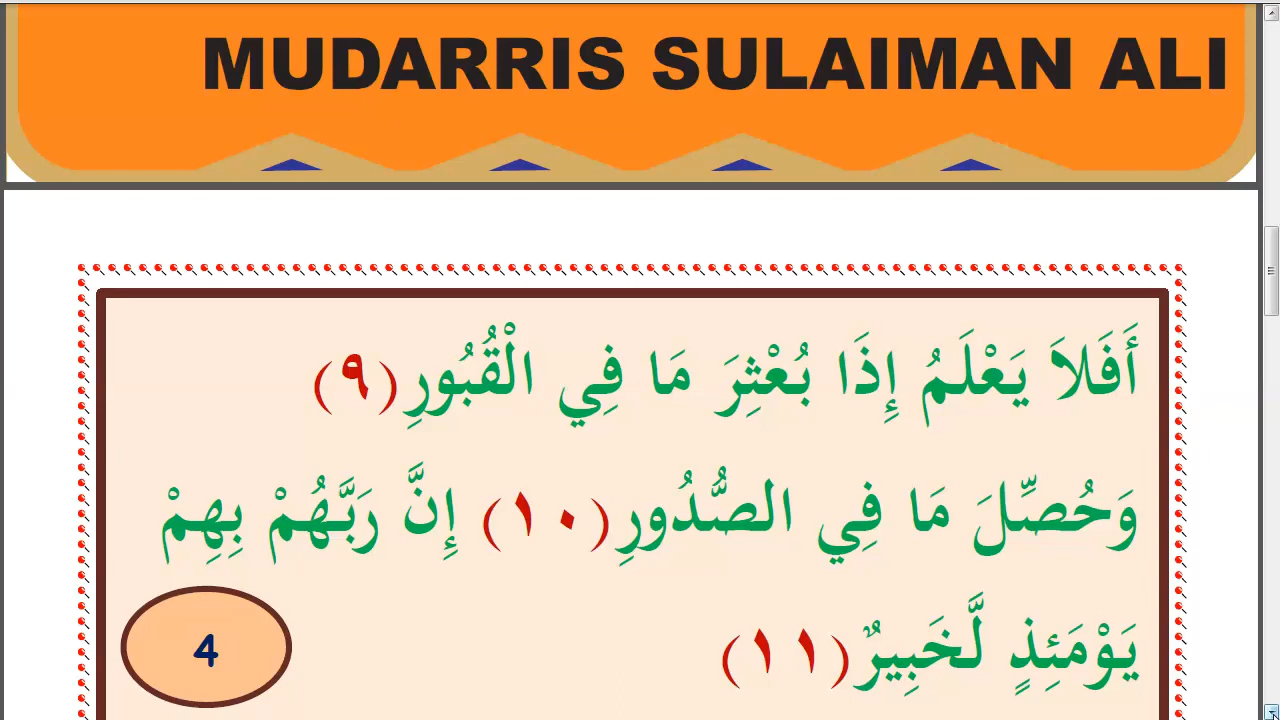 MUDARRIS SULAIMAN ALI
أَفَلاَ يَعْلَمُ إِذَا بُعْثِرَ مَا فِي الْقُبُورِ(٩)
وَحُصِّلَ مَا فِي الصُّدُورِ(١٠) إِنَّ رَبَّهُمْ بِهِمْ
يَوْمَئِذٍ لَّخَبِيرٌ(١١)
4